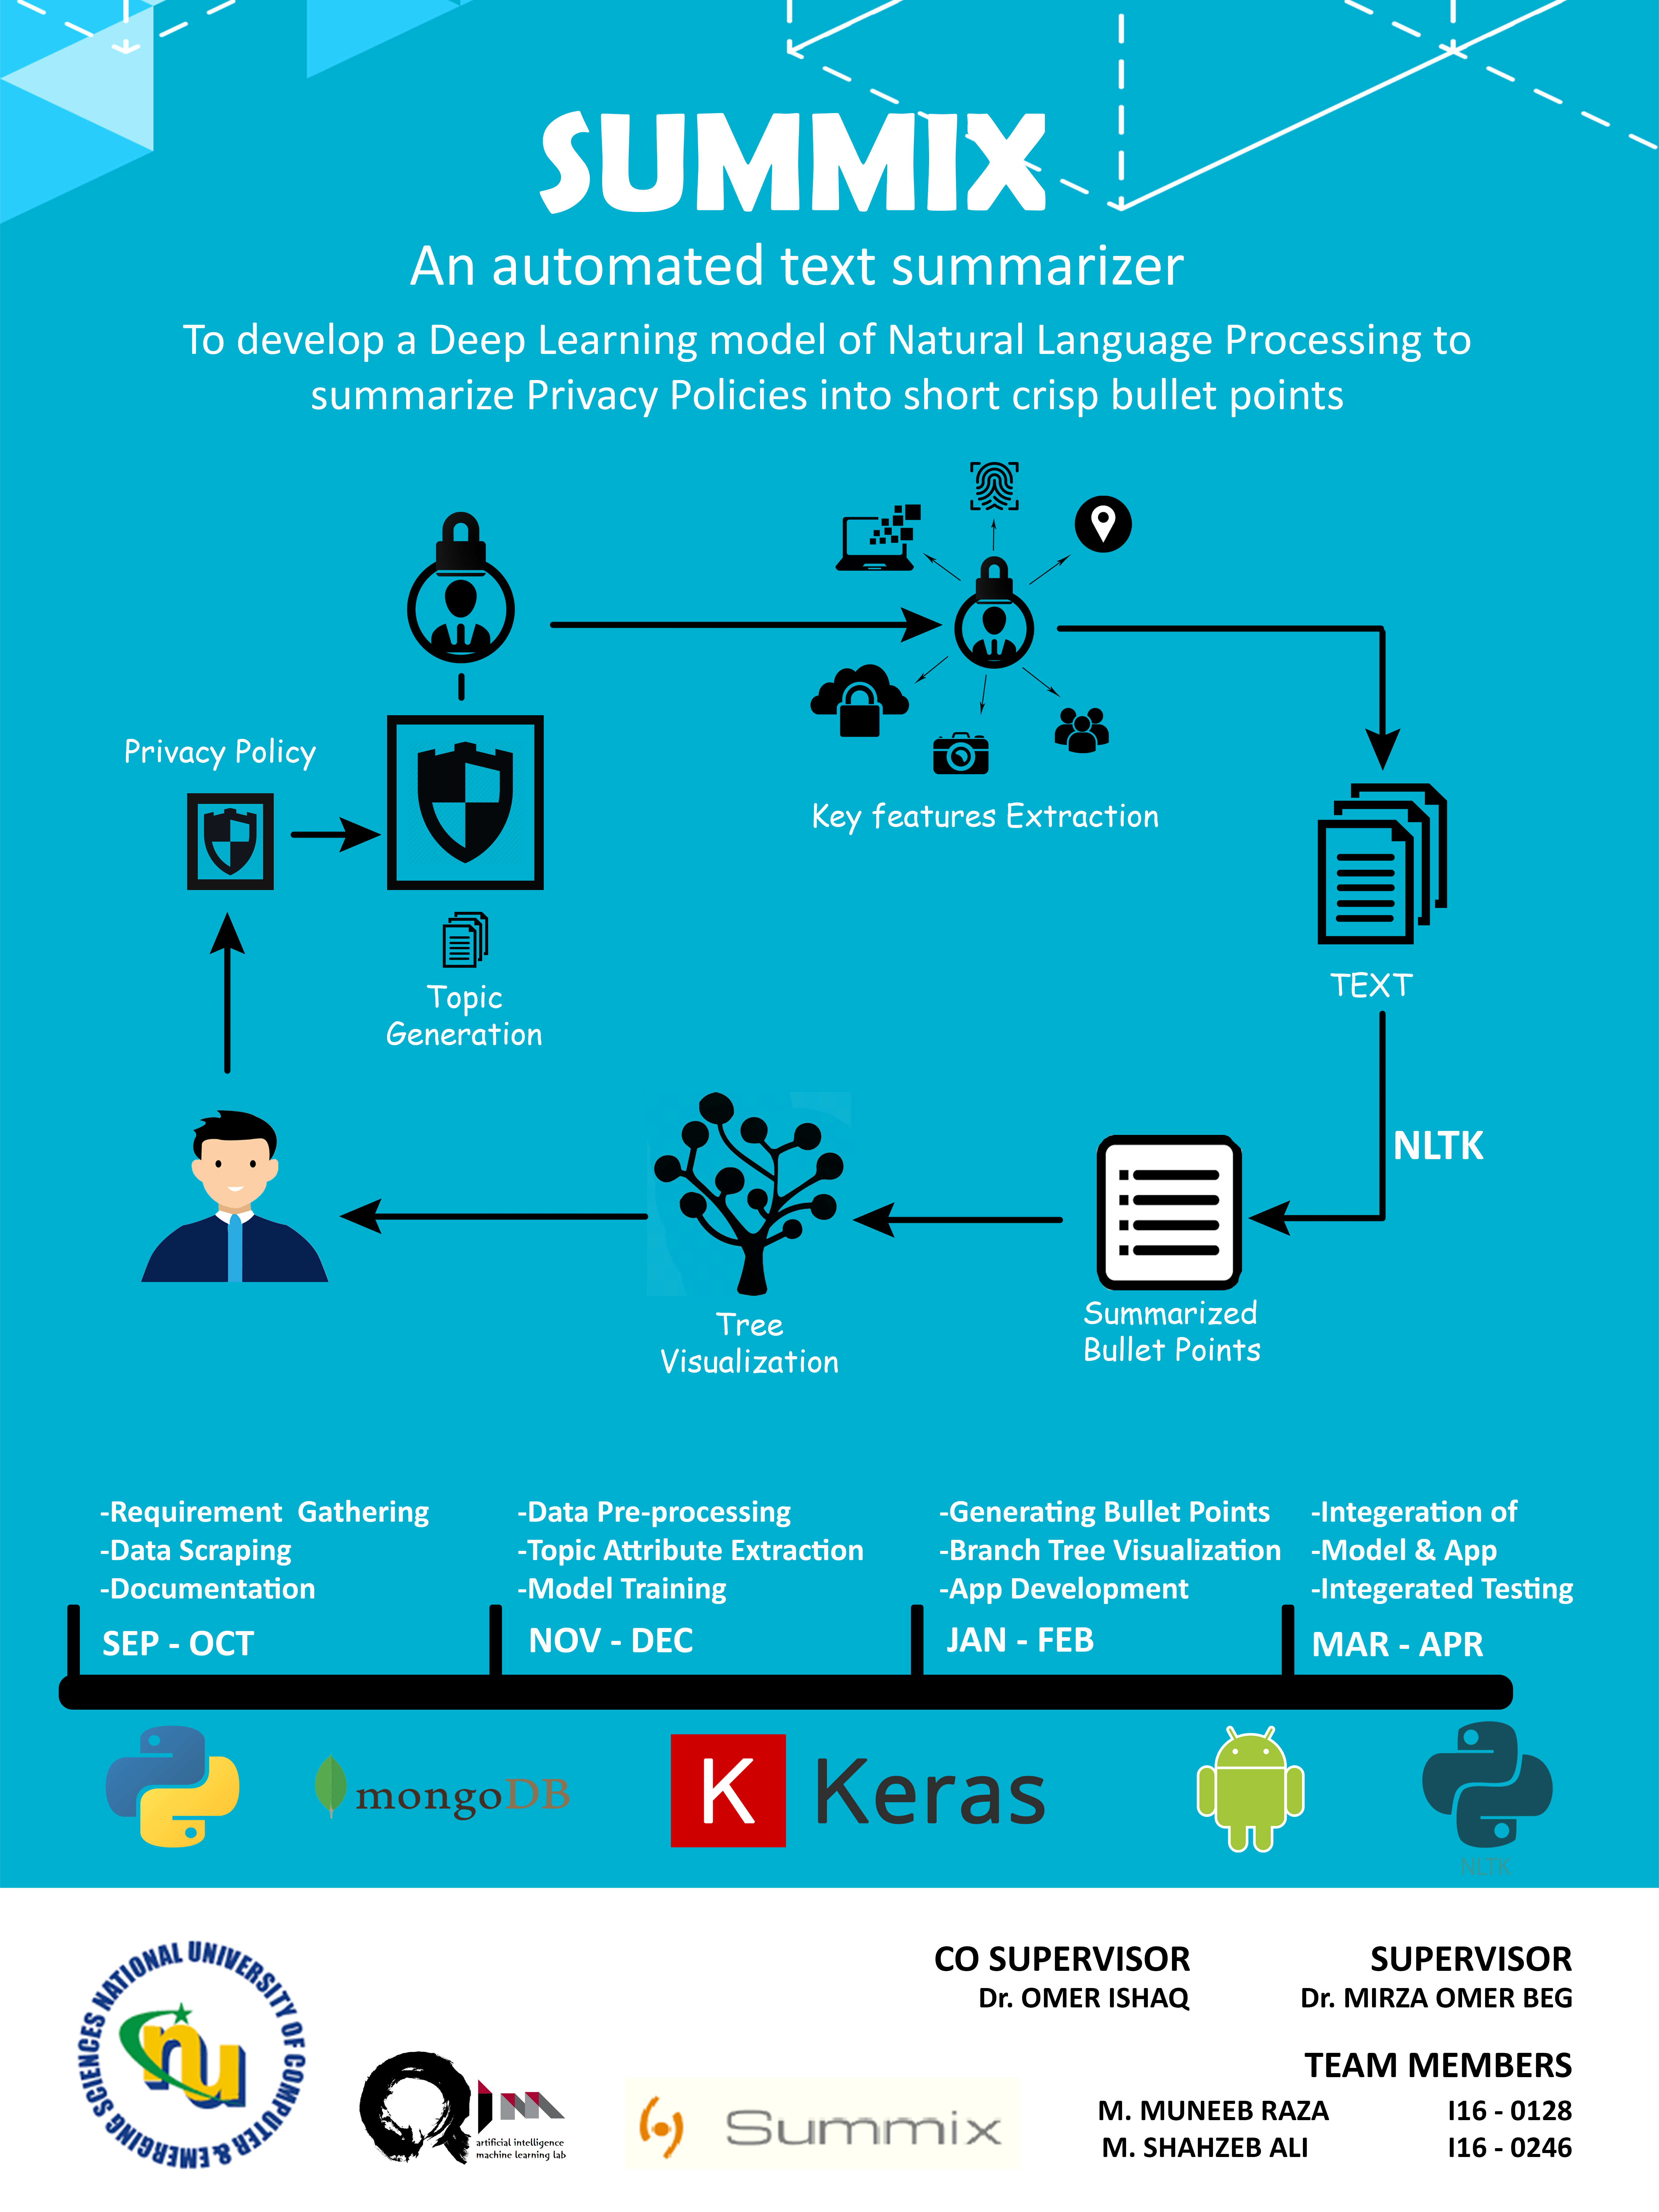 SUMMIX
An automated text summarizer
To develop a Deep Learning model of Natural Language Processing to
summarize Privacy Policies into short crisp bullet points
Privacy Policy
Key features Extraction
Topic
Generation
TEXT
NLTK
Summarized
Bullet Points
Tree
Visualization
-Requirement Gathering
-Data Scraping
-Documentation
SEP - OCT
-Data Pre-processing
-Topic Attribute Extraction
-Model Training
NOV - DEC
-Generating Bullet Points
-Branch Tree Visualization
-App Development
JAN - FEB
-Integeration of
-Model & App
-Integerated Testing
MAR - APR
mongoDB
K Keras
NLTK
NATIONAL UNIVERSITY OF COMPUTER & EMERGING SCIENCES
nu
aim
artificial intelligence
machine learning lab
Summix
CO SUPERVISOR
Dr. OMER ISHAQ
SUPERVISOR
Dr. MIRZA OMER BEG
TEAM MEMBERS
M. MUNEEB RAZA I16 - 0128
M. SHAHZEB ALI I16 - 0246